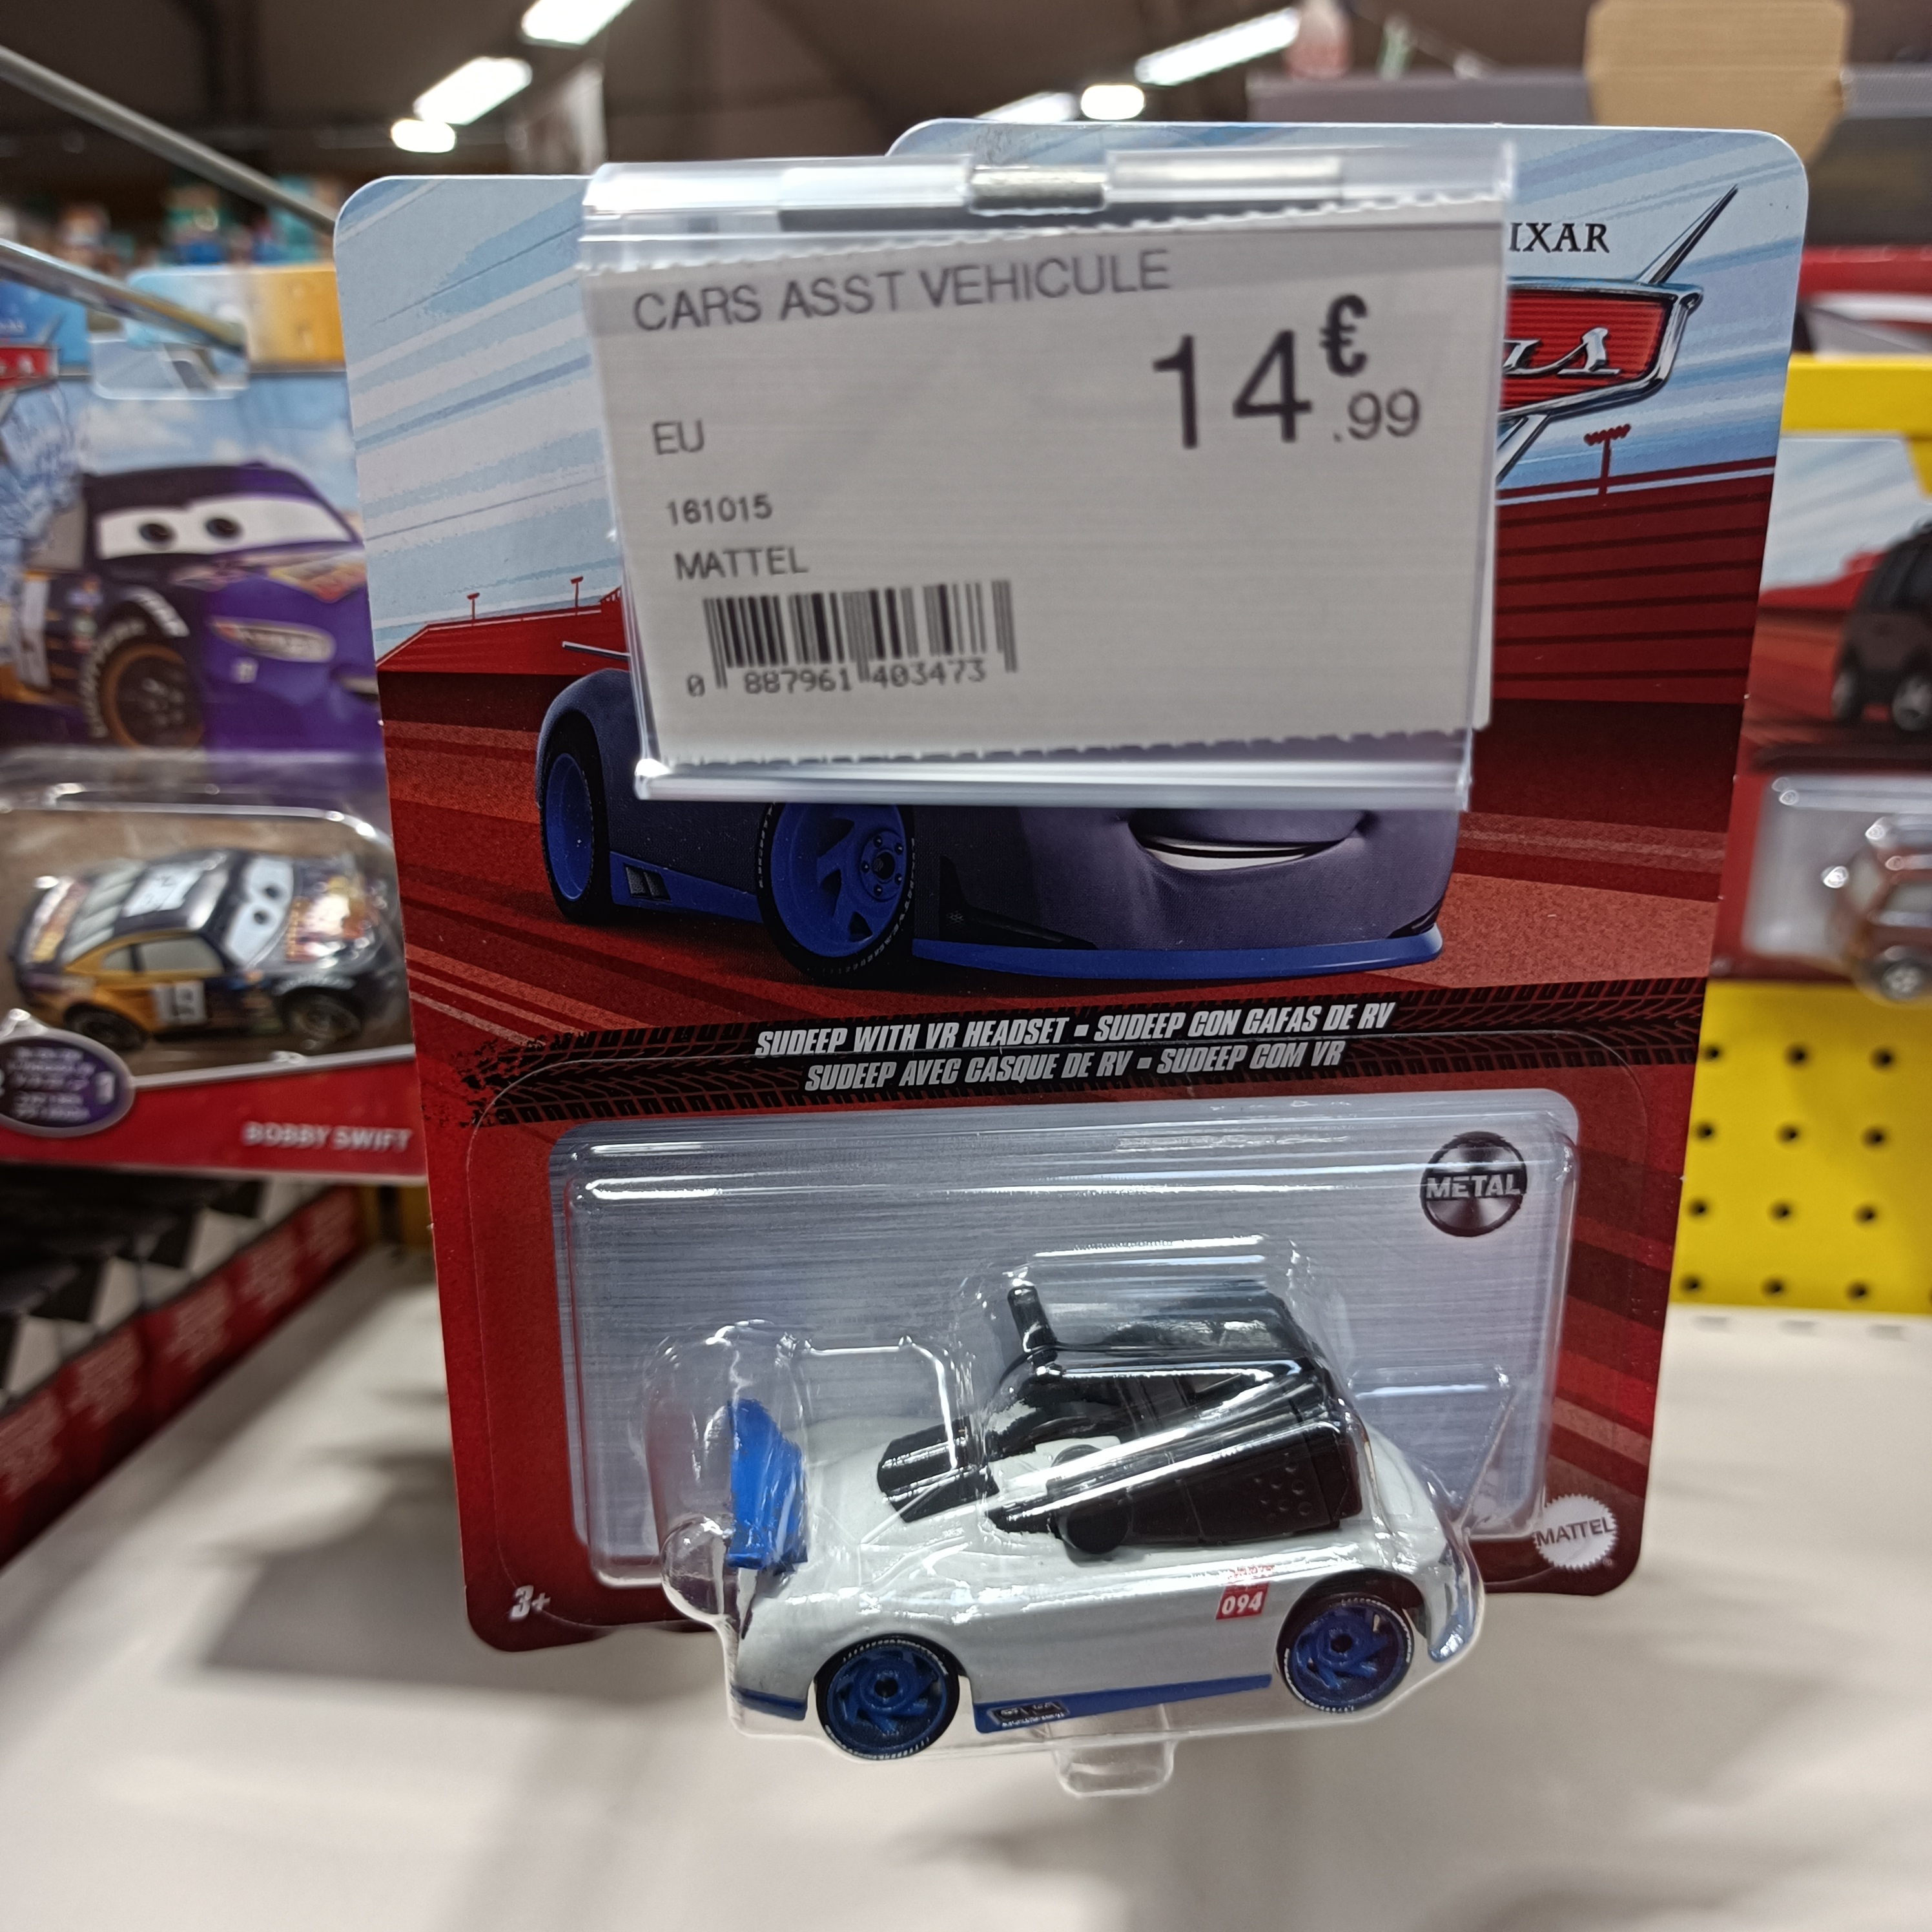 IXAR
CARS ASST VEHICULE
14€.99
EU
161015
MATTEL
0 887961 403473
SUDEEP WITH VR HEADSET ▪ SUDEEP CON GAFAS DE RV
SUDEEP AVEC CASQUE DE RV ▪ SUDEEP COM VR
BOBBY SWIFT
METAL
19
MATTEL
094
3+